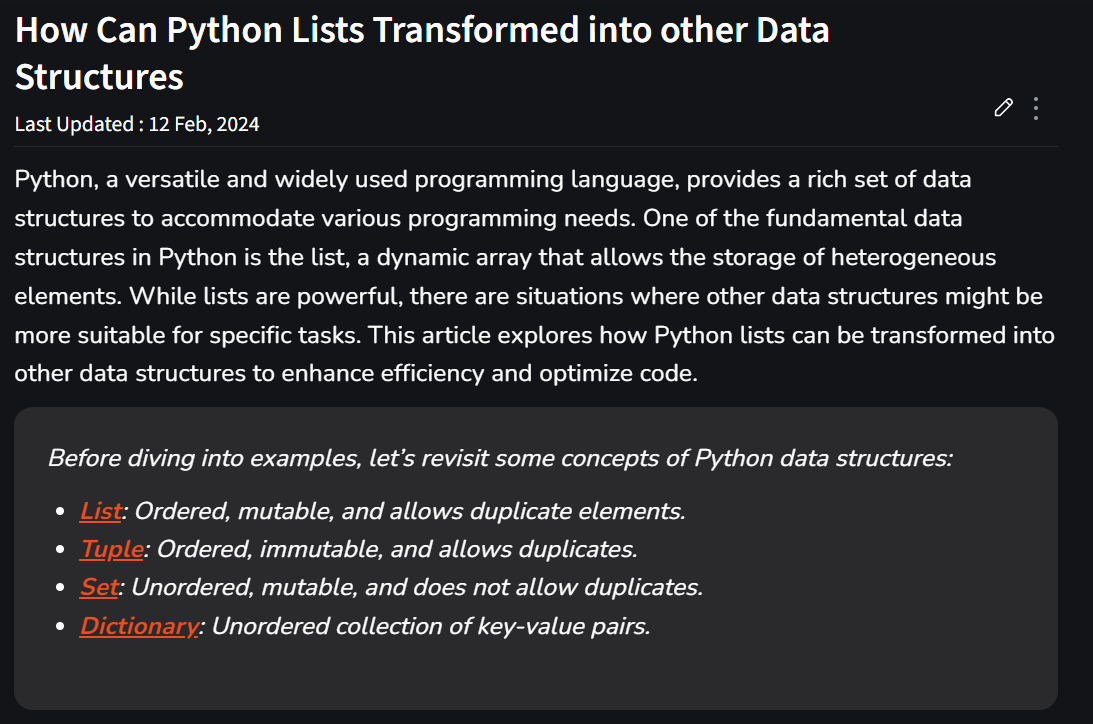 How Can Python Lists Transformed into other Data
Structures
Last Updated : 12 Feb, 2024
Python, a versatile and widely used programming language, provides a rich set of data
structures to accommodate various programming needs. One of the fundamental data
structures in Python is the list, a dynamic array that allows the storage of heterogeneous
elements. While lists are powerful, there are situations where other data structures might be
more suitable for specific tasks. This article explores how Python lists can be transformed into
other data structures to enhance efficiency and optimize code.
Before diving into examples, let’s revisit some concepts of Python data structures:
• List: Ordered, mutable, and allows duplicate elements.
• Tuple: Ordered, immutable, and allows duplicates.
• Set: Unordered, mutable, and does not allow duplicates.
• Dictionary: Unordered collection of key-value pairs.